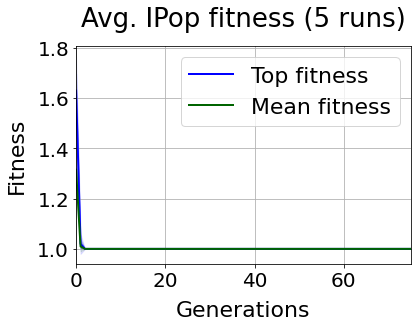 Avg. IPop fitness (5 runs)
1.8
Top fitness
Mean fitness
1.6
1.4
1.2
1.0
Fitness
0
20
40
60
Generations